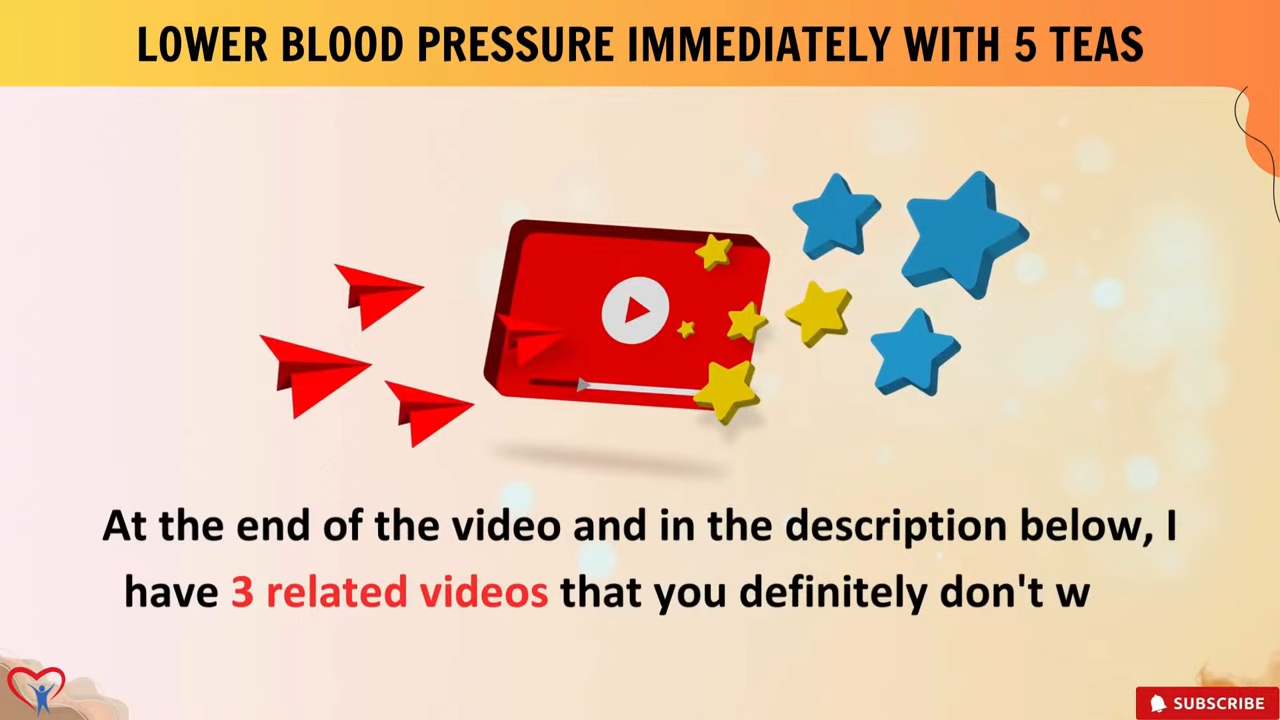 LOWER BLOOD PRESSURE IMMEDIATELY WITH 5 TEAS
At the end of the video and in the description below, I
have 3 related videos that you definitely don't w
SUBSCRIBE